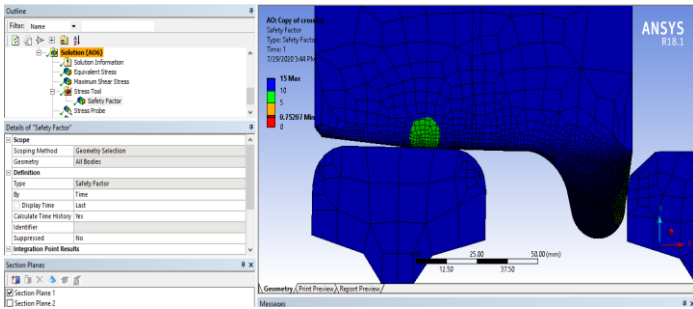 Outline
Filter: Name
Solution (AO6)
Solution Information
Equivalent Stress
Maximum Shear Stress
Stress Tool
Safety Factor
Stress Probe
Details of "Safety Factor"
Scope
Scoping Method Geometry Selection
Geometry All Bodies
Definition
Type Safety Factor
By Time
Display Time Last
Calculate Time History Yes
Identifier
Suppressed No
Integration Point Results
Section Planes
Section Plane 1
Section Plane 2
AO: Copy of
Safety Factor
Type: Safety Factor
Time: 1
7/29/2020 3:44 PM
15 Max
10
5
0.75207 Min
0
ANSYS
R18.1
0.00 25.00 50.00 (mm)
12.50 37.50
Geometry Print Preview Report Preview
Messages